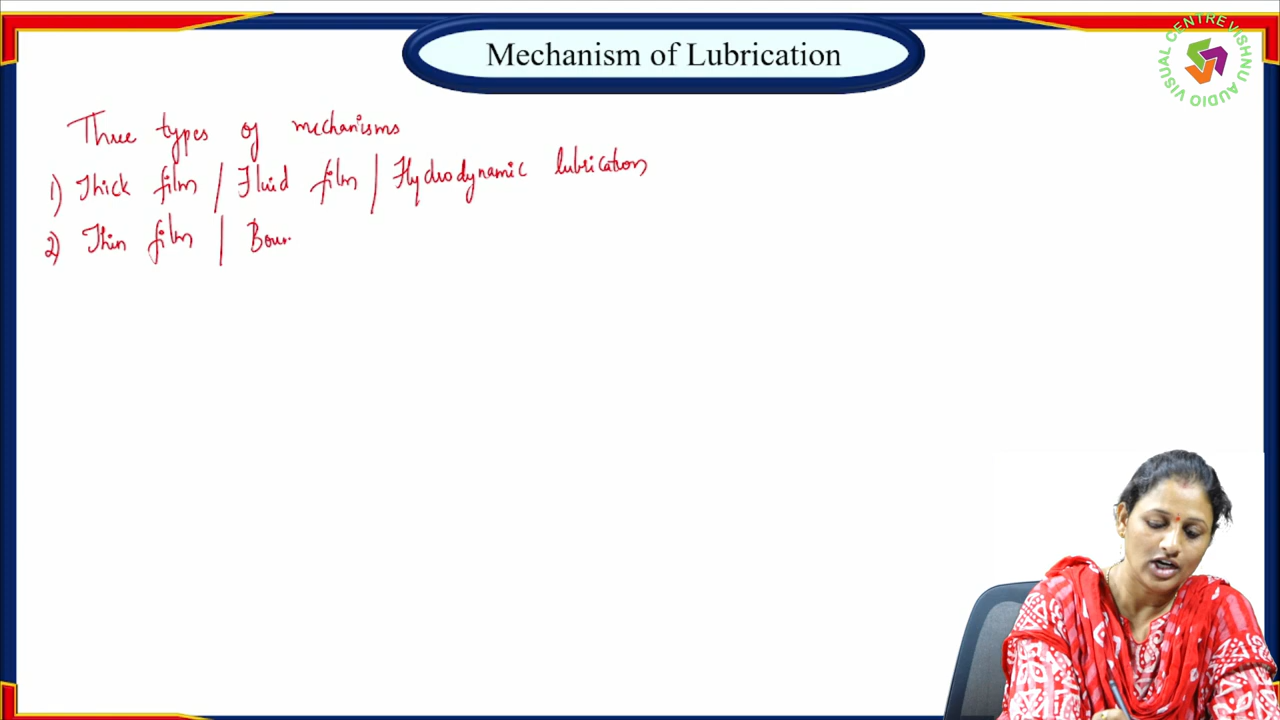 Mechanism of Lubrication
VISHNU AUDIO VISUAL CENTRE
Three types of mechanisms
1) Thick film / Fluid film / Hydrodynamic lubrication
2) Thin film / Boun